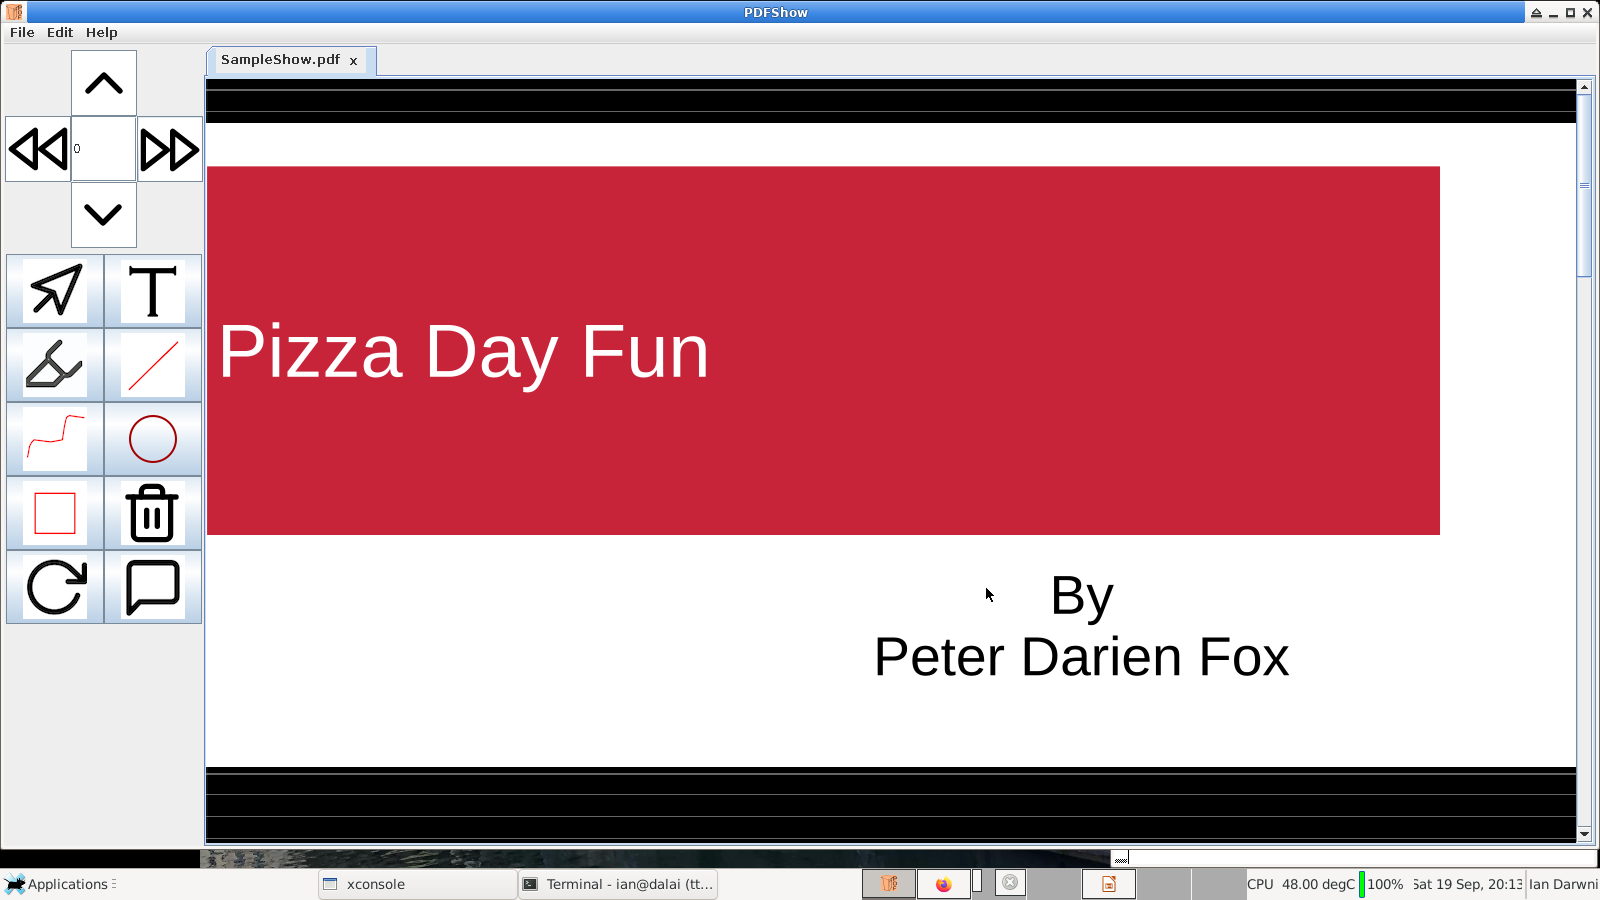 PDFShow
File Edit Help
SampleShow.pdf x
0
T
Pizza Day Fun
By
Peter Darien Fox
Applications xconsole Terminal - ian@dalai (tt... CPU 48.00 degC 100% Sat 19 Sep, 20:13 Ian Darwni